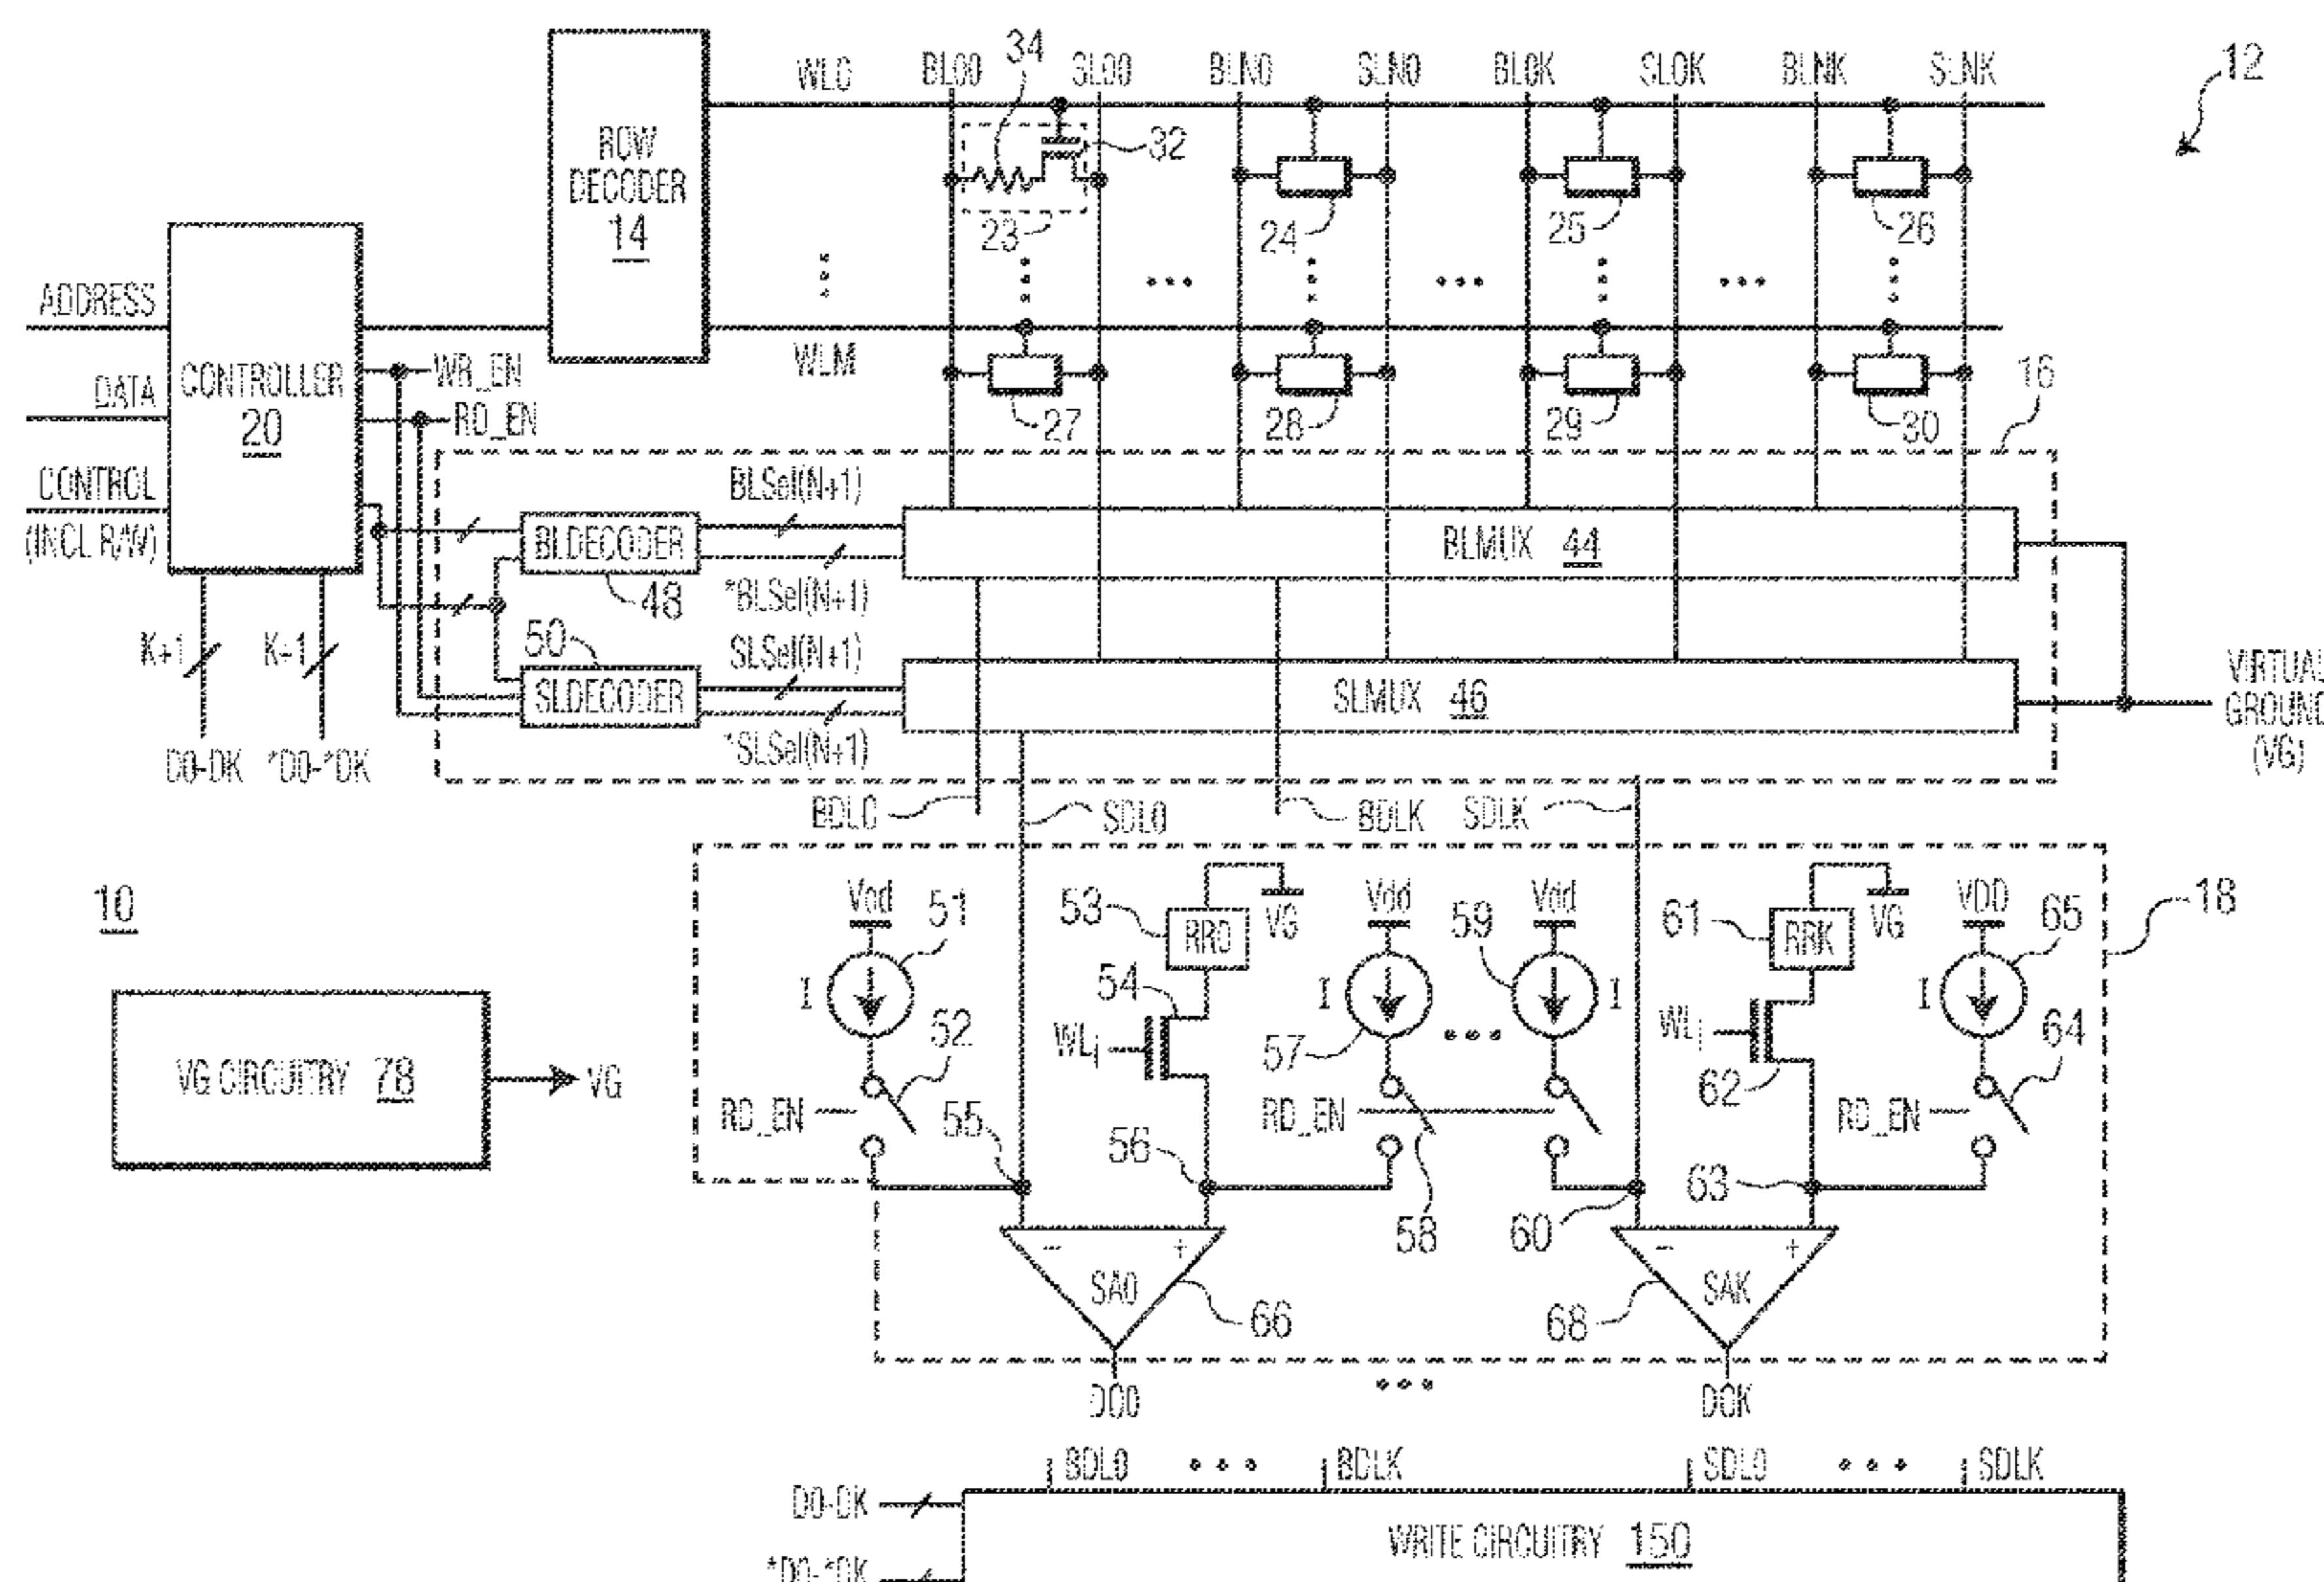 34
12
WL0 BL00 SL00 BLN0 SLN0 BL0K SL0K BLNK SLNK
ROW DECODER 14
32
23 24 25 26
ADDRESS
DATA
CONTROL (INCL R/W)
CONTROLLER 20
WR_EN
RD_EN
WLM
27 28 29 30
16
BLSel(N+1)
BLDECODER
48
*BLSel(N+1)
BLMUX 44
50
SLSel(N+1)
SLDECODER
*SLSel(N+1)
SLMUX 46
K+1 K+1
D0-DK *D0-*DK
VIRTUAL GROUND (VG)
BDL0 SDL0 BDLK SDLK
10
VG CIRCUITRY 78
VG
18
Vdd 51
I
52
RD_EN
55
53
RR0
VG
54
WLi
56
Vdd
I
57
RD_EN
58
59
Vdd
I
60
61
RRK
VG
WLi
62
63
VDD
65
I
64
RD_EN
- +
SA0
66
- +
SAK
68
DO0 DOK
BDL0 BDLK SDL0 SDLK
D0-DK
*D0-*DK
WRITE CIRCUITRY 150